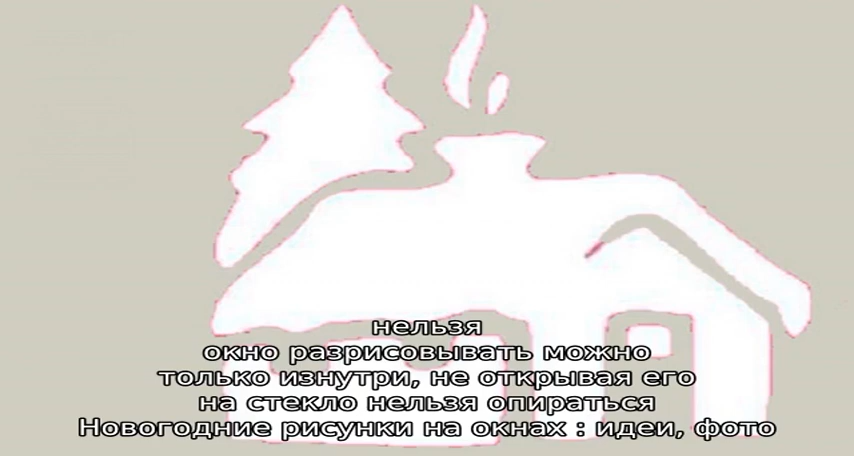 нельзя
окно разрисовывать можно
только изнутри, не открывая его
на стекло нельзя опираться
Новогодние рисунки на окнах : идеи, фото